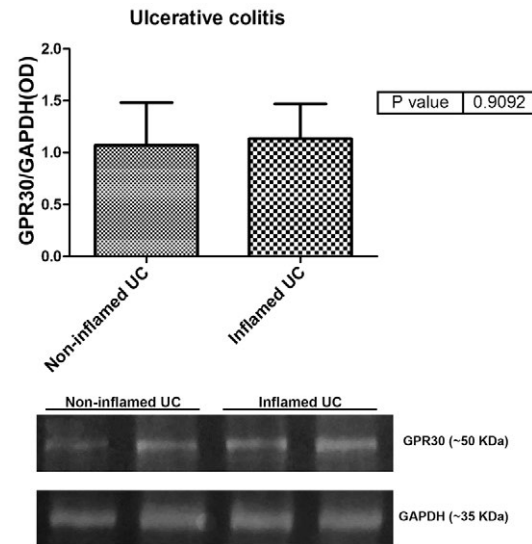 Ulcerative colitis
GPR30/GAPDH(OD)
2.0
1.5
1.0
0.5
0.0
P value 0.9092
Non-inflamed UC
Inflamed UC
Non-inflamed UC Inflamed UC
GPR30 (~50 KDa)
GAPDH (~35 KDa)